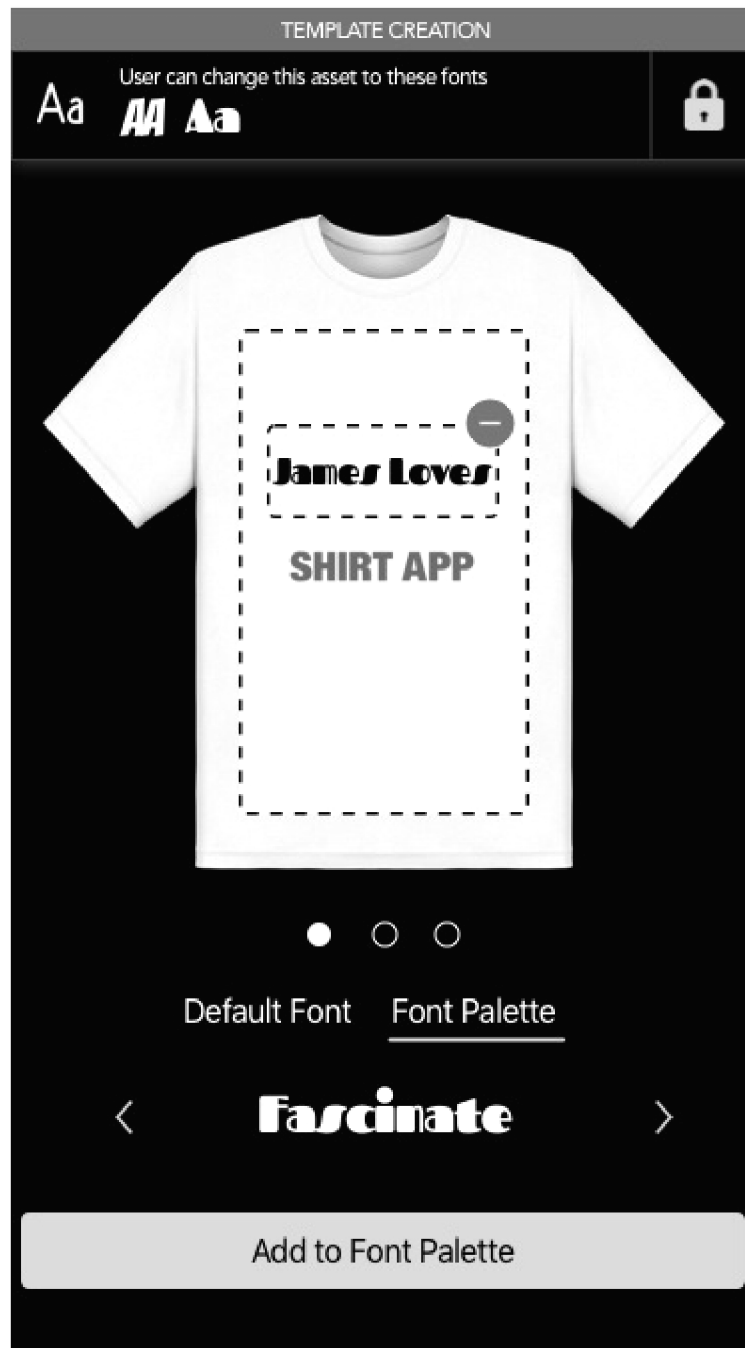 TEMPLATE CREATION
User can change this asset to these fonts
Aa
AA Aa
James Loves
SHIRT APP
Default Font Font Palette
Fascinate
Add to Font Palette